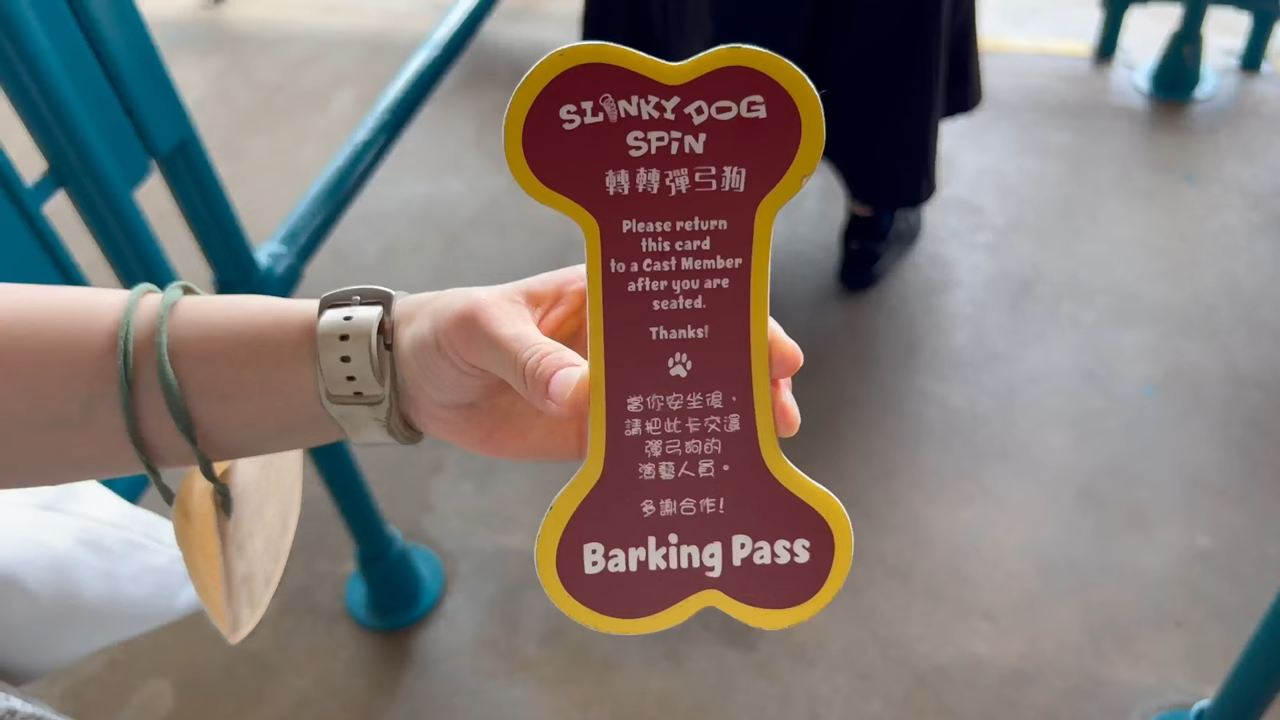 SLINKY DOG
SPIN
轉轉彈弓狗
Please return
this card
to a Cast Member
after you are
seated.
Thanks!
當你安坐後，
請把此卡交還
彈弓狗的
演藝人員。
多謝合作！
Barking Pass